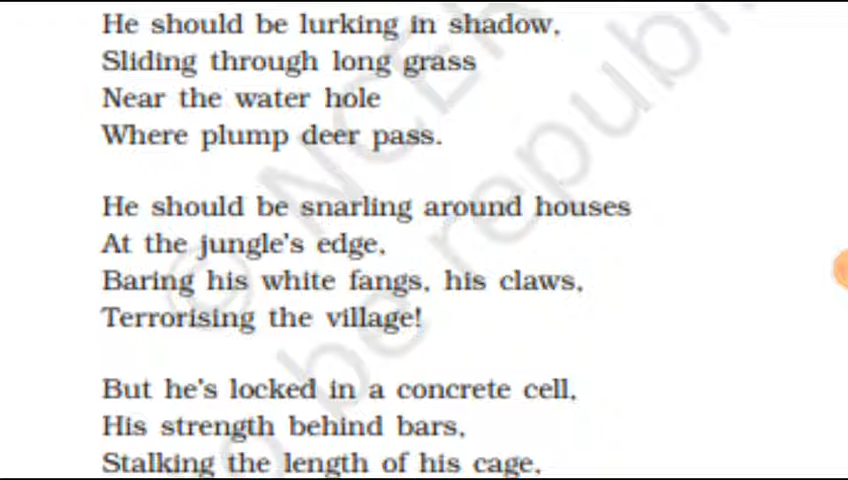 He should be lurking in shadow,
Sliding through long grass
Near the water hole
Where plump deer pass.
He should be snarling around houses
At the jungle's edge,
Baring his white fangs, his claws,
Terrorising the village!
But he's locked in a concrete cell,
His strength behind bars,
Stalking the length of his cage,